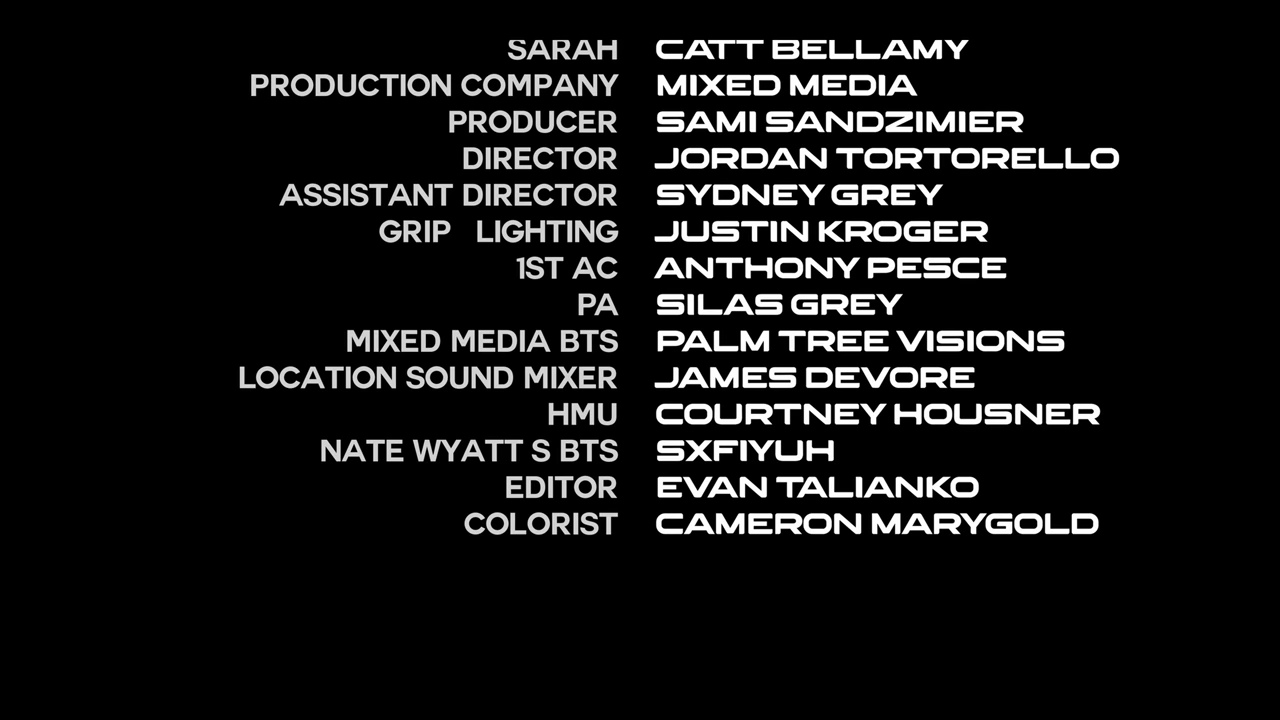 SARAH CATT BELLAMY
PRODUCTION COMPANY MIXED MEDIA
PRODUCER SAMI SANDZIMIER
DIRECTOR JORDAN TORTORELLO
ASSISTANT DIRECTOR SYDNEY GREY
GRIP LIGHTING JUSTIN KROGER
1ST AC ANTHONY PESCE
PA SILAS GREY
MIXED MEDIA BTS PALM TREE VISIONS
LOCATION SOUND MIXER JAMES DEVORE
HMU COURTNEY HOUSNER
NATE WYATT S BTS SXFIYUH
EDITOR EVAN TALIANKO
COLORIST CAMERON MARYGOLD